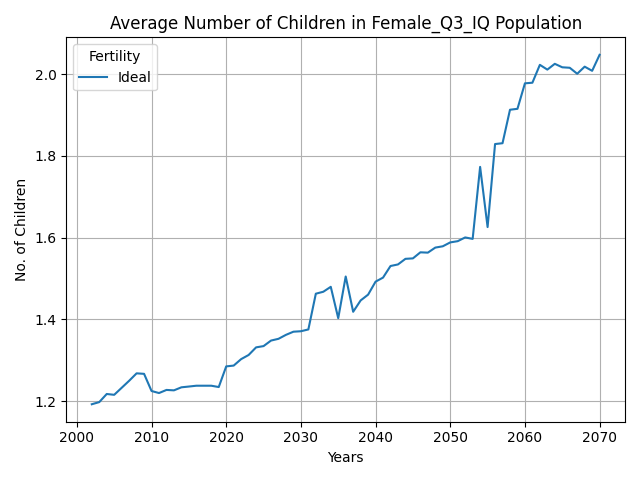 Average Number of Children in Female_Q3_IQ Population
Fertility
Ideal
2.0
1.8
1.6
1.4
1.2
No. of Children
2000 2010 2020 2030 2040 2050 2060 2070
Years